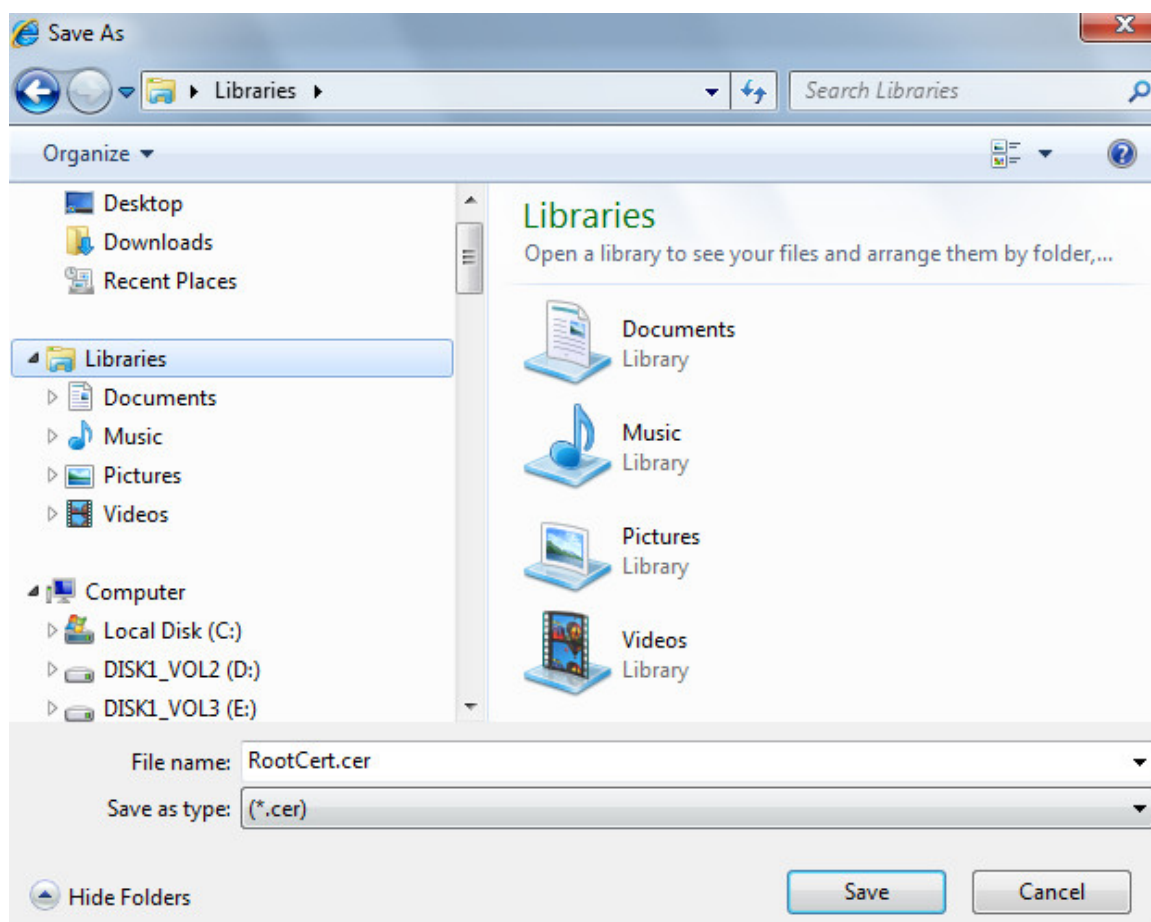 Save As
Libraries
Search Libraries
Organize
Desktop
Downloads
Recent Places
Libraries
Documents
Music
Pictures
Videos
Computer
Local Disk (C:)
DISK1_VOL2 (D:)
DISK1_VOL3 (E:)
Libraries
Open a library to see your files and arrange them by folder,...
Documents
Library
Music
Library
Pictures
Library
Videos
Library
File name: RootCert.cer
Save as type: (*.cer)
Hide Folders
Save
Cancel